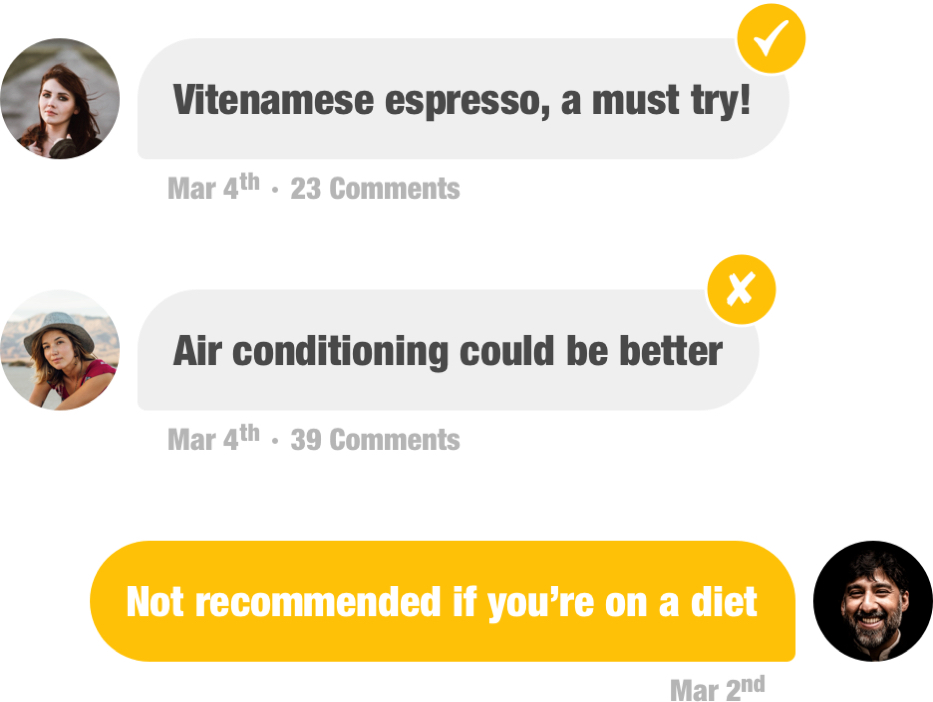 Vitenamese espresso, a must try!
Mar 4th · 23 Comments
Air conditioning could be better
Mar 4th · 39 Comments
Not recommended if you’re on a diet
Mar 2nd